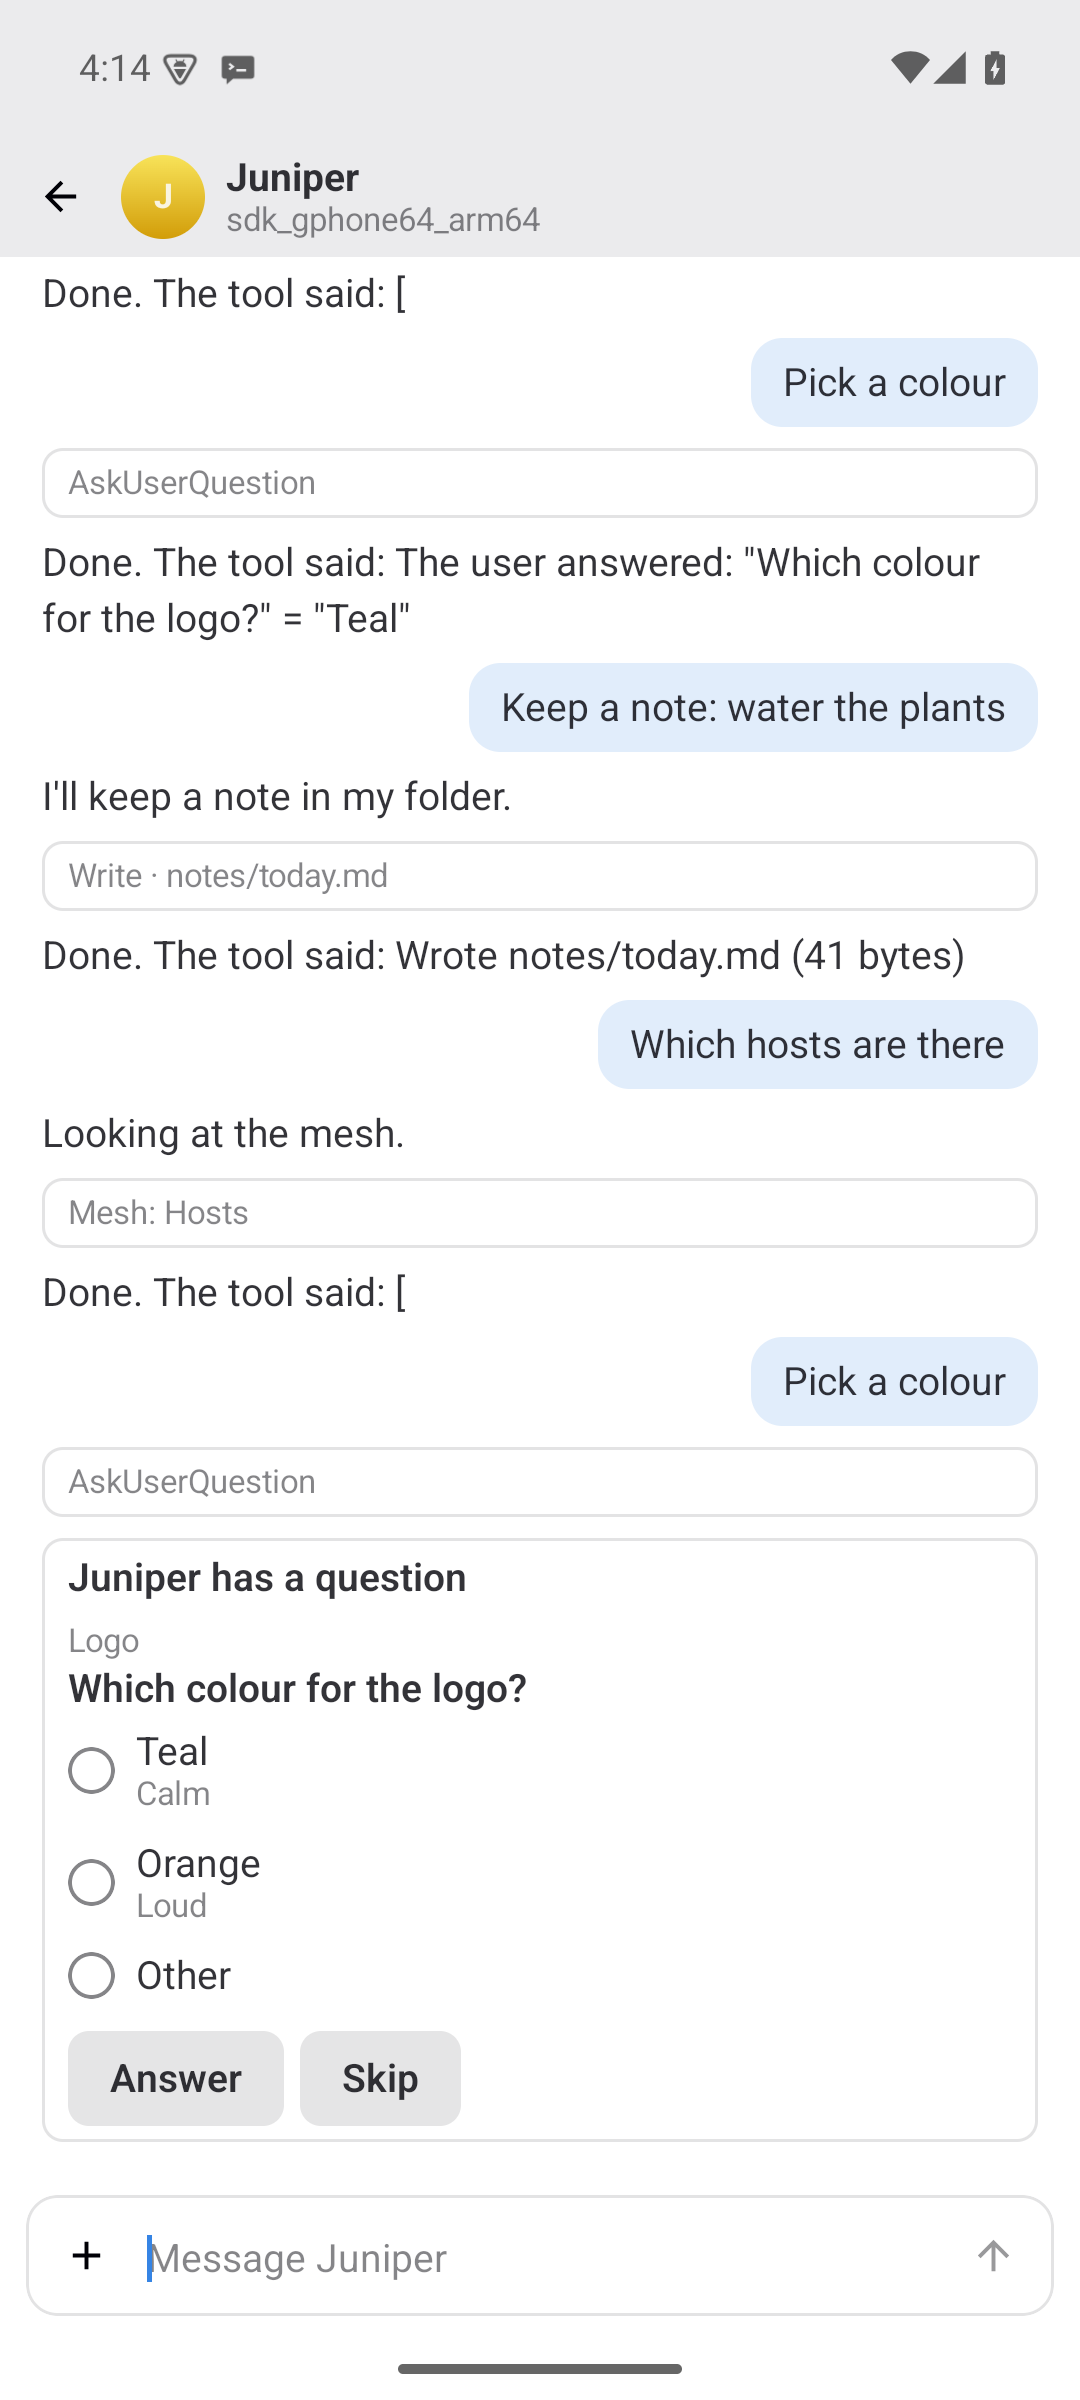 4:14
J
Juniper
sdk_gphone64_arm64
Done. The tool said: [
Pick a colour
AskUserQuestion
Done. The tool said: The user answered: "Which colour
for the logo?" = "Teal"
Keep a note: water the plants
I'll keep a note in my folder.
Write · notes/today.md
Done. The tool said: Wrote notes/today.md (41 bytes)
Which hosts are there
Looking at the mesh.
Mesh: Hosts
Done. The tool said: [
Pick a colour
AskUserQuestion
Juniper has a question
Logo
Which colour for the logo?
Teal
Calm
Orange
Loud
Other
Answer Skip
Message Juniper